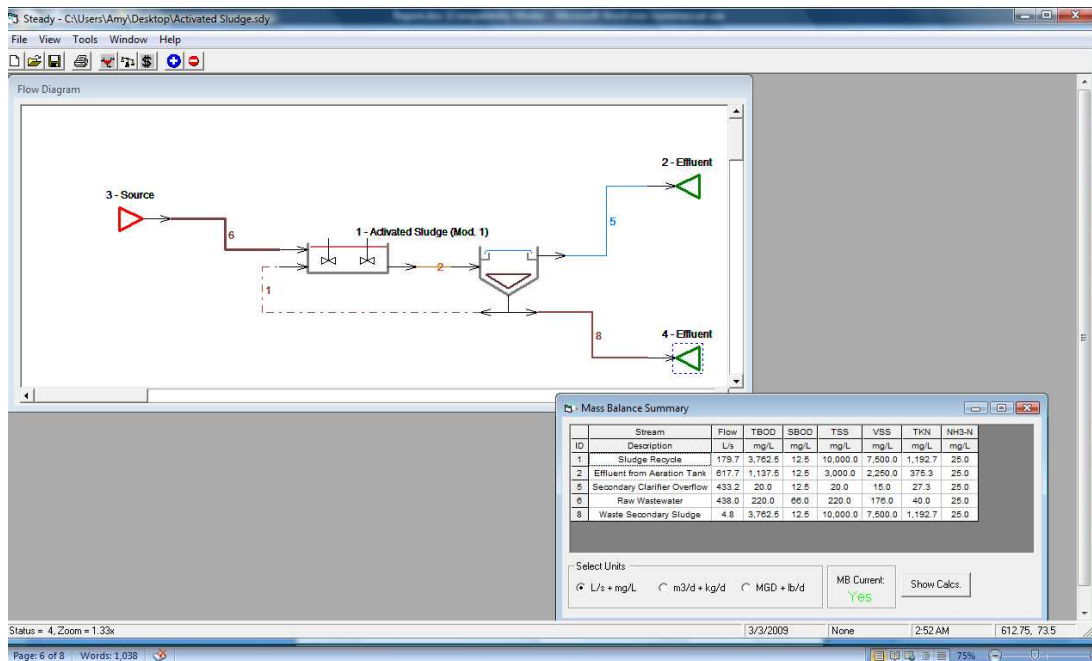 Steady - C:\Users\Amy\Desktop\Activated Sludge.sdy
File View Tools Window Help
Flow Diagram
2 - Effluent
3 - Source
5
6
1 - Activated Sludge (Mod. 1)
2
1
8
4 - Effluent
Mass Balance Summary
Stream Flow TBOD SBOD TSS VSS TKN NH3-N
ID Description L/s mg/L mg/L mg/L mg/L mg/L mg/L
1 Sludge Recycle 179.7 3,762.5 12.5 10,000.0 7,500.0 1,192.7 25.0
2 Effluent from Aeration Tank 617.7 1,137.5 12.5 3,000.0 2,250.0 375.3 25.0
5 Secondary Clarifier Overflow 433.2 20.0 12.5 20.0 15.0 27.3 25.0
6 Raw Wastewater 438.0 220.0 66.0 220.0 176.0 40.0 25.0
8 Waste Secondary Sludge 4.8 3,762.5 12.5 10,000.0 7,500.0 1,192.7 25.0
Select Units
L/s + mg/L m3/d + kg/d MGD + lb/d
MB Current:
Yes
Show Calcs.
Status = 4, Zoom = 1.33x 3/3/2009 None 2:52 AM 612.75, 73.5
Page: 6 of 8 Words: 1,038 75%